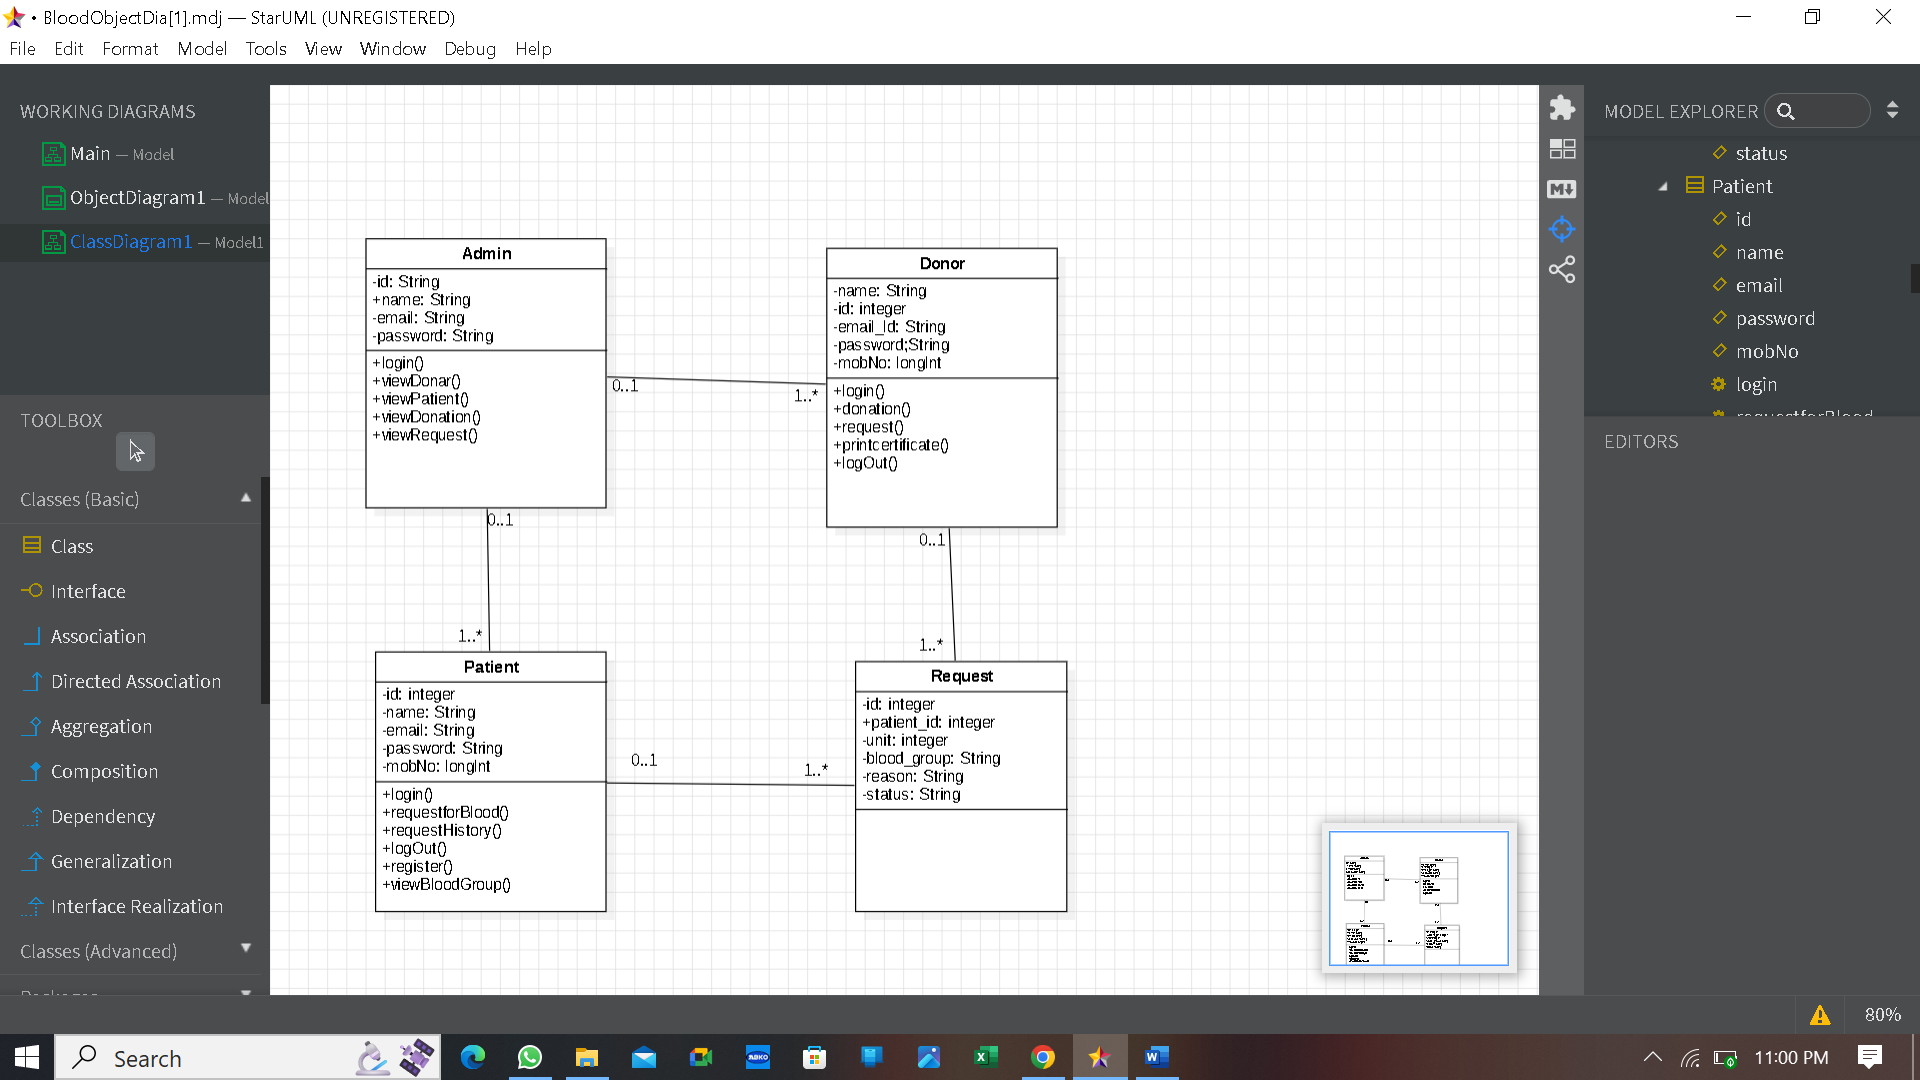 • BloodObjectDia[1].mdj — StarUML (UNREGISTERED)
File Edit Format Model Tools View Window Debug Help
WORKING DIAGRAMS
Main — Model
ObjectDiagram1 — Model
ClassDiagram1 — Model1
TOOLBOX
Classes (Basic)
Class
Interface
Association
Directed Association
Aggregation
Composition
Dependency
Generalization
Interface Realization
Classes (Advanced)
Admin
-id: String
+name: String
-email: String
-password: String
+login()
+viewDonar()
+viewPatient()
+viewDonation()
+viewRequest()
0..1
1..*
Donor
-name: String
-id: integer
-email_Id: String
-password;String
-mobNo: longInt
+login()
+donation()
+request()
+printcertificate()
+logOut()
0..1
1..*
0..1
1..*
Patient
-id: integer
-name: String
-email: String
-password: String
-mobNo: longInt
+login()
+requestforBlood()
+requestHistory()
+logOut()
+register()
+viewBloodGroup()
0..1
1..*
Request
-id: integer
+patient_id: integer
-unit: integer
-blood_group: String
-reason: String
-status: String
MODEL EXPLORER
status
Patient
id
name
email
password
mobNo
login
requestforBlood
EDITORS
80%
Search
11:00 PM